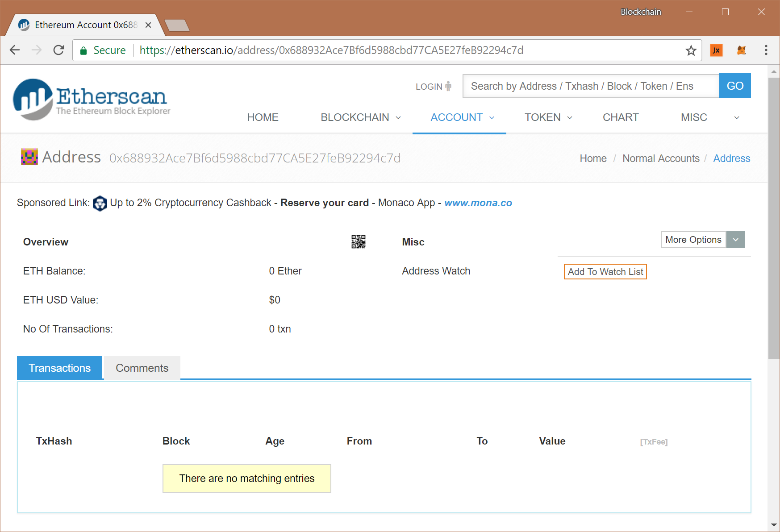 Blockchain
Ethereum Account 0x688
Secure https://etherscan.io/address/0x688932Ace7Bf6d5988cbd77CA5E27feB92294c7d
Etherscan
The Ethereum Block Explorer
LOGIN Search by Address / Txhash / Block / Token / Ens GO
HOME BLOCKCHAIN ACCOUNT TOKEN CHART MISC
Address 0x688932Ace7Bf6d5988cbd77CA5E27feB92294c7d
Home / Normal Accounts / Address
Sponsored Link: Up to 2% Cryptocurrency Cashback - Reserve your card - Monaco App - www.mona.co
Overview Misc More Options
ETH Balance: 0 Ether Address Watch Add To Watch List
ETH USD Value: $0
No Of Transactions: 0 txn
Transactions Comments
TxHash Block Age From To Value [TxFee]
There are no matching entries